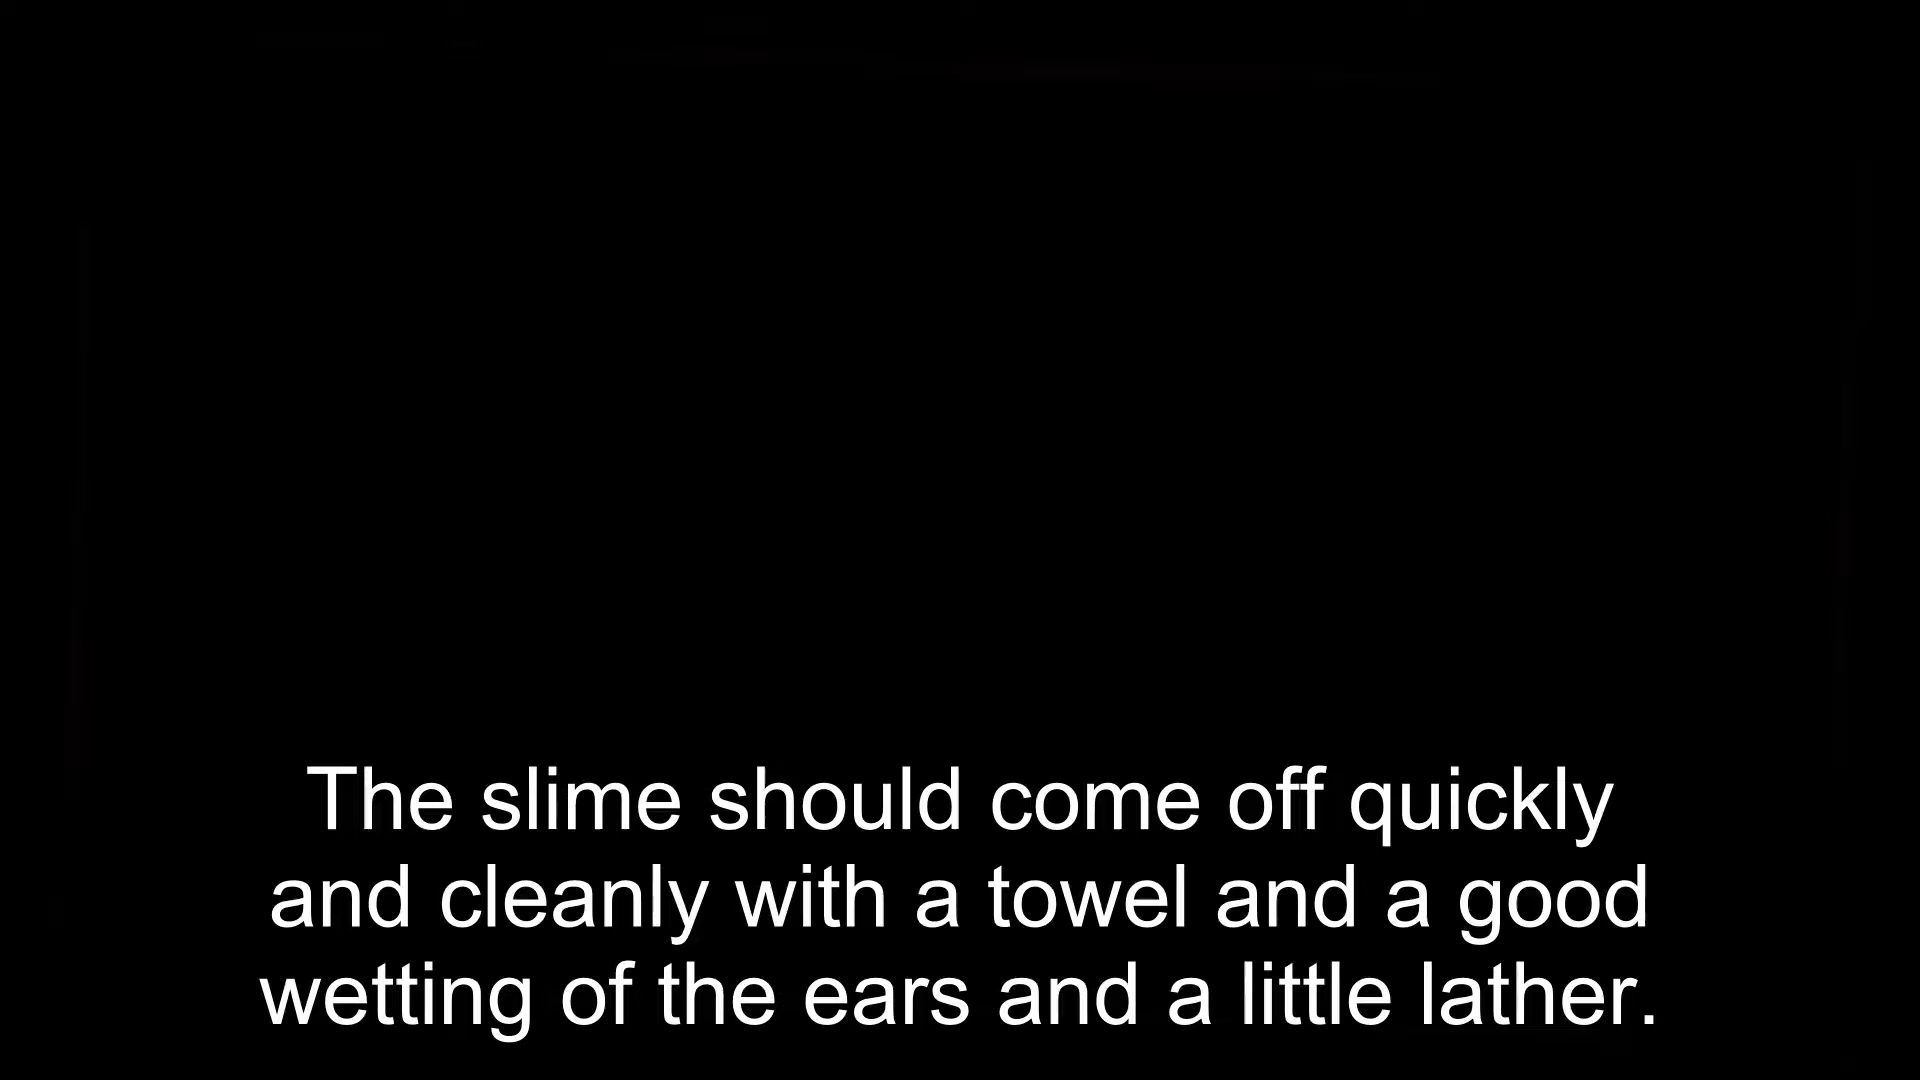 The slime should come off quickly
and cleanly with a towel and a good
wetting of the ears and a little lather.